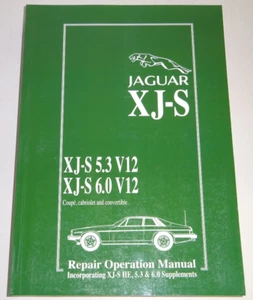 JAGUAR
XJ-S
XJ-S 5.3 V12
XJ-S 6.0 V12
Coupé, cabriolet and convertible
Repair Operation Manual
Incorporating XJ-S HE, 5.3 & 6.0 Supplements